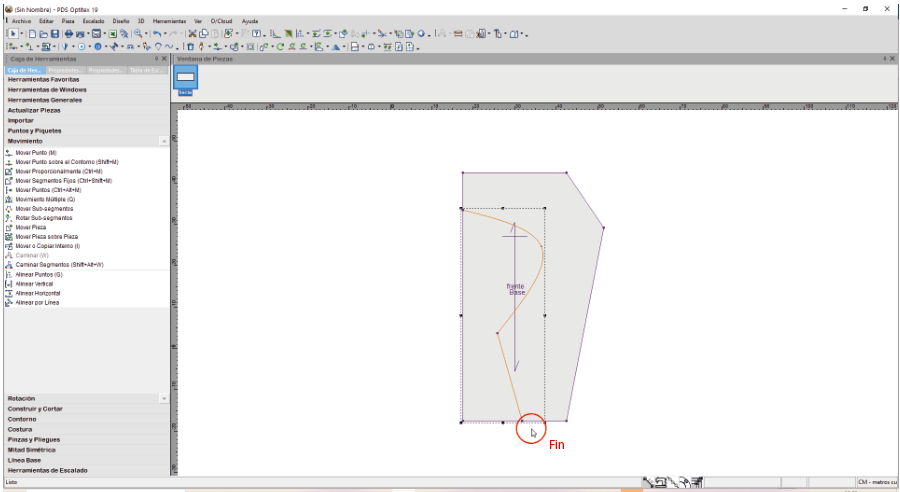 (Sin Nombre) - PDS Optitex 19
Archivo Editar Pieza Escalado Diseño 3D Herramientas Ver O/Cloud Ayuda
Caja de Herramientas
Ventana de Piezas
Caja de Her... Propiedades... Propiedades... Tabla de Esc...
Herramientas Favoritas
Herramientas de Windows
Herramientas Generales
Actualizar Piezas
Importar
Puntos y Piquetes
Movimiento
Mover Punto (M)
Mover Punto sobre el Contorno (Shift+M)
Mover Proporcionalmente (Ctrl+M)
Mover Segmentos Fijos (Ctrl+Shift+M)
Mover Puntos (Ctrl+Alt+M)
Movimiento Múltiple (Q)
Mover Sub-segmentos
Rotar Sub-segmentos
Mover Pieza
Mover Pieza sobre Pieza
Mover o Copiar Interno (I)
Caminar (W)
Caminar Segmentos (Shift+Alt+W)
Alinear Puntos (G)
Alinear Vertical
Alinear Horizontal
Alinear por Línea
frente
Base
Fin
Rotación
Construir y Cortar
Contorno
Costura
Pinzas y Pliegues
Mitad Simétrica
Línea Base
Herramientas de Escalado
Listo
CM - metros cu